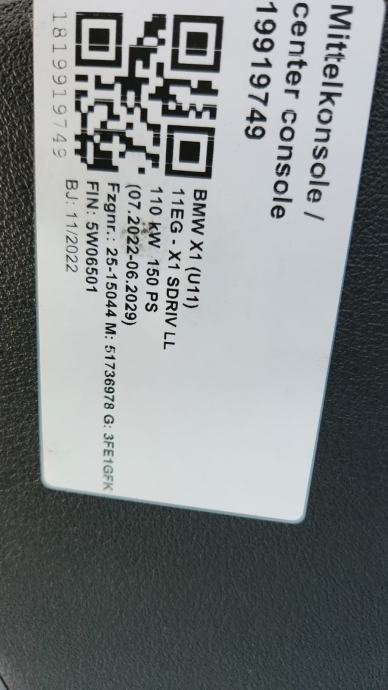 Mittelkonsole /
center console
19919749
BMW X1 (U11)
11EG - X1 SDRIV LL
110 kW 150 PS
(07.2022-06.2029)
Fzgnr.: 25-15044 M: 51736978 G: 3FE1GFK
FIN: 5W06501
BJ: 11/2022
1819919749